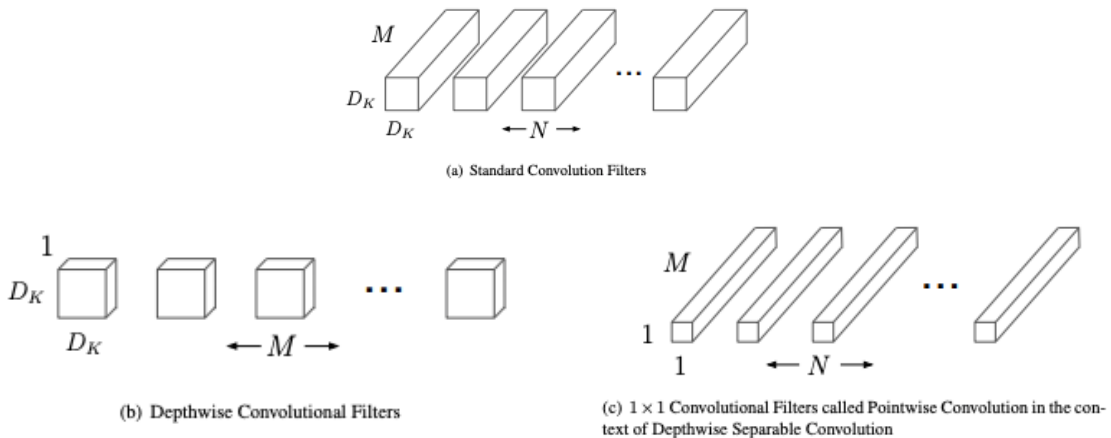 M
D_K
...
D_K
← N →
(a) Standard Convolution Filters
1
D_K
...
D_K
← M →
(b) Depthwise Convolutional Filters
M
...
1
1
← N →
(c) 1 × 1 Convolutional Filters called Pointwise Convolution in the con-
text of Depthwise Separable Convolution